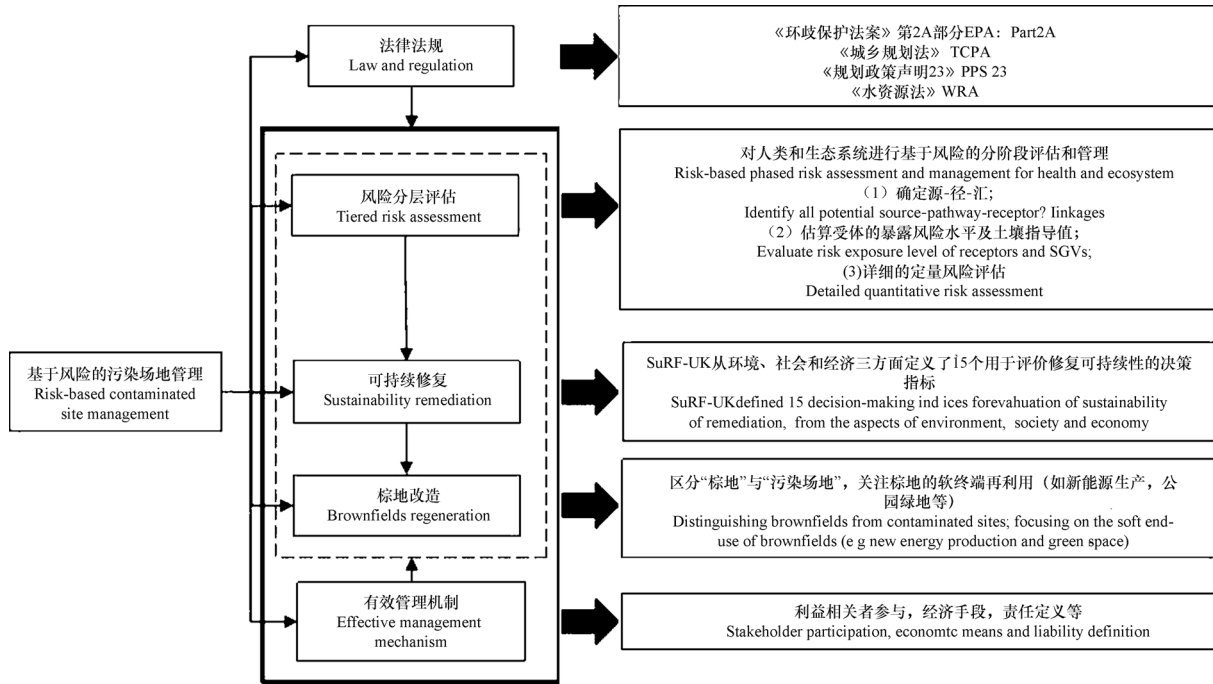 法律法规
Law and regulation
《环歧保护法案》第2A部分EPA：Part2A
《城乡规划法》TCPA
《规划政策声明23》PPS 23
《水资源法》WRA
风险分层评估
Tiered risk assessment
对人类和生态系统进行基于风险的分阶段评估和管理
Risk-based phased risk assessment and management for health and ecosystem
（1）确定源-径-汇;
Identify all potential source-pathway-receptor? Iinkages
（2）估算受体的暴露风险水平及土壤指导值；
Evaluate risk exposure level of receptors and SGVs;
(3)详细的定量风险评估
Detailed quantitative risk assessment
基于风险的污染场地管理
Risk-based contaminated
site management
可持续修复
Sustainability remediation
SuRF-UK从环境、社会和经济三方面定义了15个用于评价修复可持续性的决策
指标
SuRF-UKdefined 15 decision-making ind ices forevahuation of sustainability
of remediation, from the aspects of environment, society and economy
棕地改造
Brownfields regeneration
区分“棕地”与“污染场地”，关注棕地的软终端再利用（如新能源生产，公
园绿地等）
Distinguishing brownfields from contaminated sites; focusing on the soft end-
use of brownfields (e g new energy production and green space)
有效管理机制
Effective management
mechanism
利益相关者参与，经济手段，责任定义等
Stakeholder participation, economtc means and liability definition